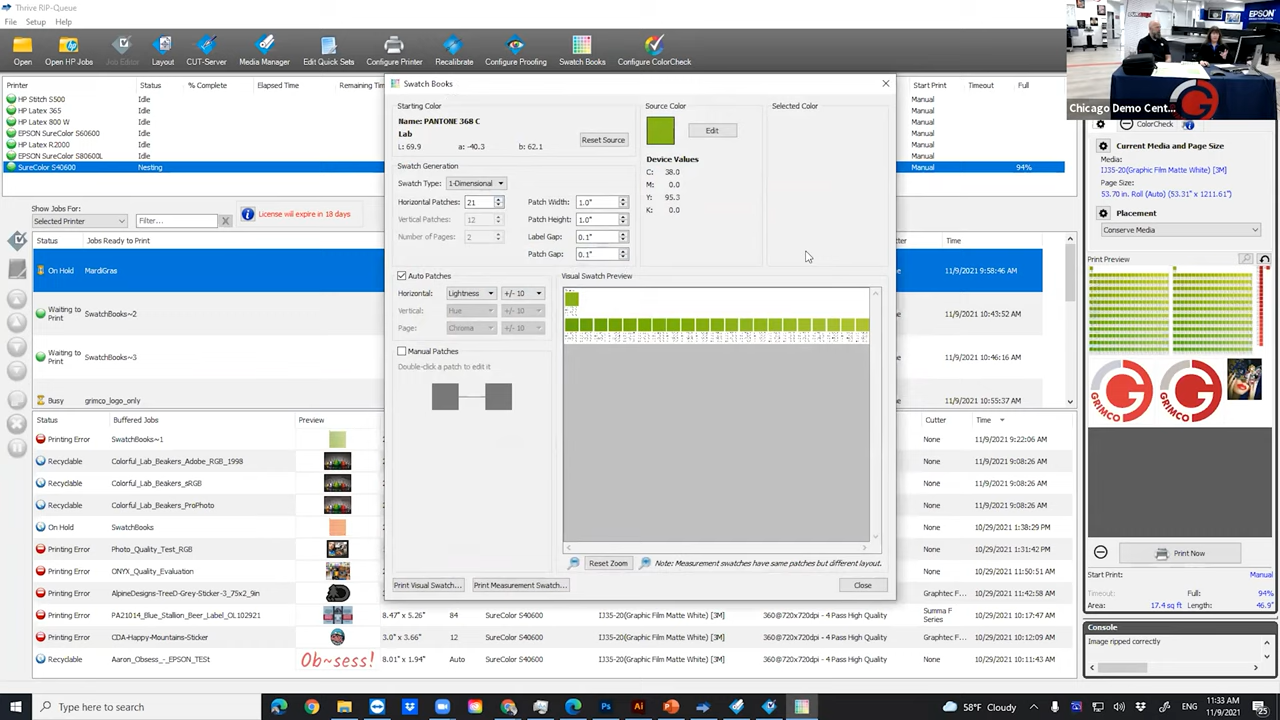 Thrive RIP-Queue
File Setup Help
Open
Open HP Jobs
Job Editor
Layout
CUT-Server
Media Manager
Edit Quick Sets
Configure Printer
Recalibrate
Configure Proofing
Swatch Books
Configure ColorCheck
Printer Status % Complete Elapsed Time Remaining Tim
Start Print Timeout Full
HP Stitch S500 Idle Manual
HP Latex 365 Idle Manual
HP Latex 800 W Idle Manual
EPSON SureColor S60600 Idle Manual
HP Latex R2000 Idle Manual
EPSON SureColor S80600L Idle Manual
SureColor S40600 Nesting Manual 94%
Show Jobs For:
Selected Printer
Filter...
License will expire in 18 days
Status Jobs Ready to Print
tter Time
On Hold MardiGras 11/9/2021 9:58:46 AM
Waiting to Print SwatchBooks~2 11/9/2021 10:43:52 AM
Waiting to Print SwatchBooks~3 11/9/2021 10:46:16 AM
Busy grimco_logo_only 11/9/2021 10:55:37 AM
Status Buffered Jobs Preview
Cutter Time
Printing Error SwatchBooks~1 None 11/9/2021 9:22:06 AM
Recyclable Colorful_Lab_Beakers_Adobe_RGB_1998 None 11/9/2021 9:08:26 AM
Recyclable Colorful_Lab_Beakers_sRGB None 11/9/2021 9:08:26 AM
Recyclable Colorful_Lab_Beakers_ProPhoto None 11/9/2021 9:08:26 AM
On Hold SwatchBooks None 10/29/2021 1:38:29 PM
Printing Error Photo_Quality_Test_RGB None 10/29/2021 1:31:42 PM
Printing Error ONYX_Quality_Evaluation None 10/29/2021 11:50:51 AM
Printing Error AlpineDesigns-TreeD-Grey-Sticker-3_75x2_9in Graphtec F... 10/29/2021 11:42:58 AM
Printing Error PA21014_Blue_Stallion_Beer_Label_OL102921 8.47" x 5.26" 84 SureColor S40600 IJ35-20(Graphic Film Matte White) [3M] 360@720x720dpi - 4 Pass High Quality Summa F Series 10/29/2021 10:17:47 AM
Printing Error CDA-Happy-Mountains-Sticker 3.0" x 3.66" 12 SureColor S40600 IJ35-20(Graphic Film Matte White) [3M] 360@720x720dpi - 4 Pass High Quality Graphtec F... 10/29/2021 10:12:09 AM
Recyclable Aaron_Obsess_-_EPSON_TESt Ob~sess! 8.01" x 1.94" Auto SureColor S40600 IJ35-20(Graphic Film Matte White) [3M] 360@720x720dpi - 4 Pass High Quality None 10/29/2021 10:11:43 AM
Swatch Books
Starting Color
Name: PANTONE 368 C
Lab
L: 69.9 a: -40.3 b: 62.1
Reset Source
Swatch Generation
Swatch Type: 1-Dimensional
Horizontal Patches: 21 Patch Width: 1.0"
Vertical Patches: 12 Patch Height: 1.0"
Number of Pages: 2 Label Gap: 0.1"
Patch Gap: 0.1"
Source Color
Edit
Device Values
C: 38.0
M: 0.0
Y: 95.3
K: 0.0
Selected Color
Auto Patches
Horizontal: Lightness +/- 10
Vertical: Hue +/- 10
Page: Chroma +/- 10
Manual Patches
Double-click a patch to edit it
Visual Swatch Preview
Reset Zoom
Note: Measurement swatches have same patches but different layout.
Print Visual Swatch...
Print Measurement Swatch...
Close
EPSON
Chicago Demo Cent...
ColorCheck
Current Media and Page Size
Media:
IJ35-20(Graphic Film Matte White) [3M]
Page Size:
53.70 in. Roll (Auto) (53.31" x 1211.61")
Placement
Conserve Media
Print Preview
GRIMCO
GRIMCO
Print Now
Start Print: Manual
Timeout: Full: 94%
Area: 17.4 sq ft Length: 46.9"
Console
Image ripped correctly
Type here to search
58°F Cloudy
11:33 AM
11/9/2021
25